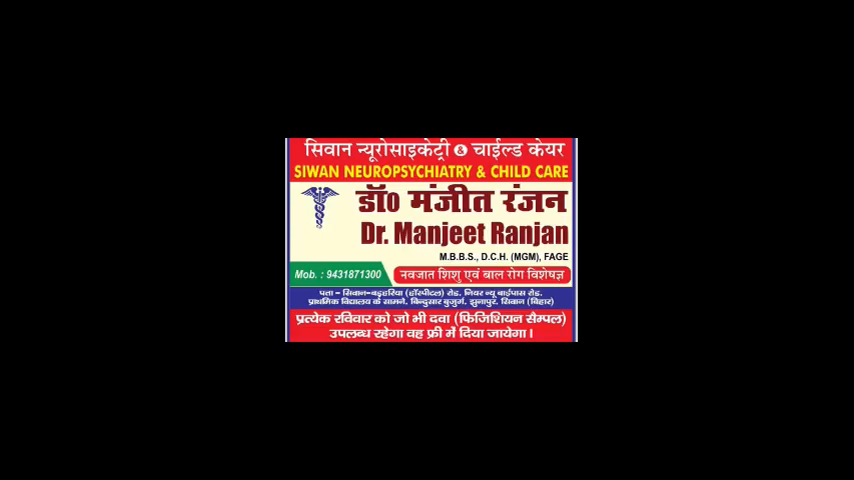 सिवान न्यूरोसाइकेट्री & चाईल्ड केयर
SIWAN NEUROPSYCHIATRY & CHILD CARE
डॉ० मंजीत रंजन
Dr. Manjeet Ranjan
M.B.B.S., D.C.H. (MGM), FAGE
Mob. : 9431871300
नवजात शिशु एवं बाल रोग विशेषज्ञ
पता – सिवान-बड़हरिया (हॉस्पीटल) रोड, नियर न्यू बाईपास रोड,
प्राथमिक विद्यालय के सामने, बिन्दुसार बुजुर्ग, झुनापुर, सिवान (बिहार)
प्रत्येक रविवार को जो भी दवा (फिजिशियन सैम्पल)
उपलब्ध रहेगा वह फ्री में दिया जायेगा।